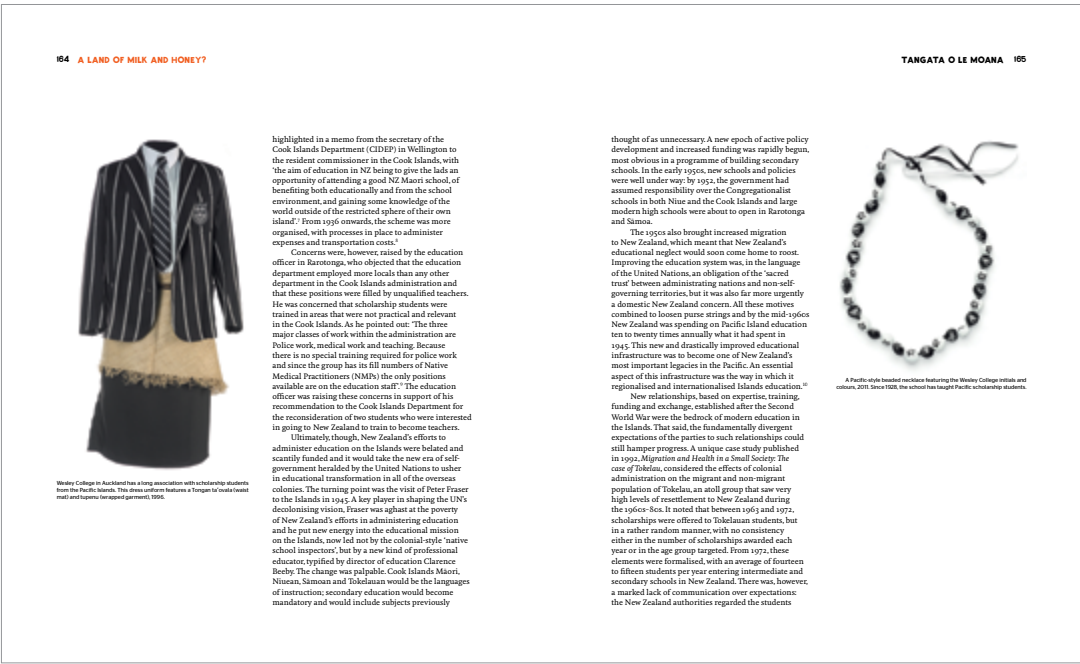 164 A LAND OF MILK AND HONEY?
TANGATA O LE MOANA 165
highlighted in a memo from the secretary of the
Cook Islands Department (CIDEP) in Wellington to
the resident commissioner in the Cook Islands, with
‘the aim of education in NZ being to give the lads an
opportunity of attending a good NZ Maori school, of
benefiting both educationally and from the school
environment, and gaining some knowledge of the
world outside of the restricted sphere of their own
island’.⁷ From 1936 onwards, the scheme was more
organised, with processes in place to administer
expenses and transportation costs.⁸
Concerns were, however, raised by the education
officer in Rarotonga, who objected that the education
department employed more locals than any other
department in the Cook Islands administration and
that these positions were filled by unqualified teachers.
He was concerned that scholarship students were
trained in areas that were not practical and relevant
in the Cook Islands. As he pointed out: ‘The three
major classes of work within the administration are
Police work, medical work and teaching. Because
there is no special training required for police work
and since the group has its fill numbers of Native
Medical Practitioners (NMPs) the only positions
available are on the education staff’.⁹ The education
officer was raising these concerns in support of his
recommendation to the Cook Islands Department for
the reconsideration of two students who were interested
in going to New Zealand to train to become teachers.
Ultimately, though, New Zealand’s efforts to
administer education on the Islands were belated and
scantily funded and it would take the new era of self-
government heralded by the United Nations to usher
in educational transformation in all of the overseas
colonies. The turning point was the visit of Peter Fraser
to the Islands in 1945. A key player in shaping the UN’s
decolonising vision, Fraser was aghast at the poverty
of New Zealand’s efforts in administering education
and he put new energy into the educational mission
on the Islands, now led not by the colonial-style ‘native
school inspectors’, but by a new kind of professional
educator, typified by director of education Clarence
Beeby. The change was palpable. Cook Islands Māori,
Niuean, Sāmoan and Tokelauan would be the languages
of instruction; secondary education would become
mandatory and would include subjects previously
Wesley College in Auckland has a long association with scholarship students
from the Pacific Islands. This dress uniform features a Tongan ta‘ovala (waist
mat) and tupenu (wrapped garment), 1996.
thought of as unnecessary. A new epoch of active policy
development and increased funding was rapidly begun,
most obvious in a programme of building secondary
schools. In the early 1950s, new schools and policies
were well under way: by 1952, the government had
assumed responsibility over the Congregationalist
schools in both Niue and the Cook Islands and large
modern high schools were about to open in Rarotonga
and Sāmoa.
The 1950s also brought increased migration
to New Zealand, which meant that New Zealand’s
educational neglect would soon come home to roost.
Improving the education system was, in the language
of the United Nations, an obligation of the ‘sacred
trust’ between administrating nations and non-self-
governing territories, but it was also far more urgently
a domestic New Zealand concern. All these motives
combined to loosen purse strings and by the mid-1960s
New Zealand was spending on Pacific Island education
ten to twenty times annually what it had spent in
1945. This new and drastically improved educational
infrastructure was to become one of New Zealand’s
most important legacies in the Pacific. An essential
aspect of this infrastructure was the way in which it
regionalised and internationalised Islands education.¹⁰
New relationships, based on expertise, training,
funding and exchange, established after the Second
World War were the bedrock of modern education in
the Islands. That said, the fundamentally divergent
expectations of the parties to such relationships could
still hamper progress. A unique case study published
in 1992, Migration and Health in a Small Society: The
case of Tokelau, considered the effects of colonial
administration on the migrant and non-migrant
population of Tokelau, an atoll group that saw very
high levels of resettlement to New Zealand during
the 1960s–80s. It noted that between 1963 and 1972,
scholarships were offered to Tokelauan students, but
in a rather random manner, with no consistency
either in the number of scholarships awarded each
year or in the age group targeted. From 1972, these
elements were formalised, with an average of fourteen
to fifteen students per year entering intermediate and
secondary schools in New Zealand. There was, however,
a marked lack of communication over expectations:
the New Zealand authorities regarded the students
A Pacific-style beaded necklace featuring the Wesley College initials and
colours, 2011. Since 1928, the school has taught Pacific scholarship students.